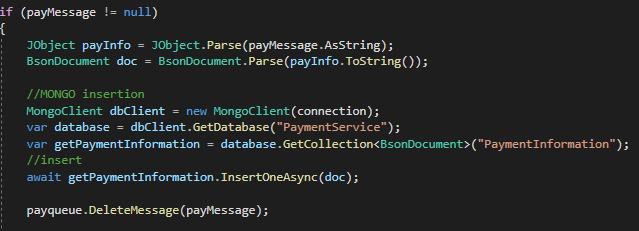 if (payMessage != null)
{
JObject payInfo = JObject.Parse(payMessage.AsString);
BsonDocument doc = BsonDocument.Parse(payInfo.ToString());
//MONGO insertion
MongoClient dbClient = new MongoClient(connection);
var database = dbClient.GetDatabase("PaymentService");
var getPaymentInformation = database.GetCollection<BsonDocument>("PaymentInformation");
//insert
await getPaymentInformation.InsertOneAsync(doc);
payqueue.DeleteMessage(payMessage);